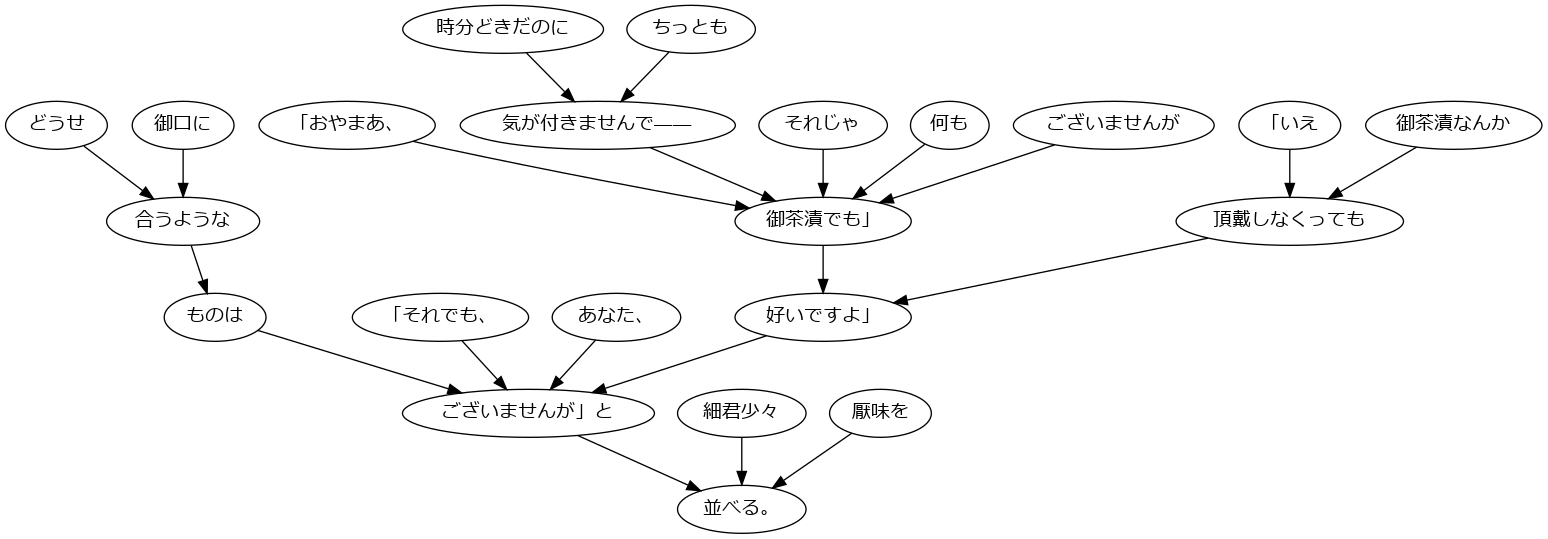 時分どきだのに
ちっとも
どうせ
御口に
「おやまあ、
気が付きませんで——
それじゃ
何も
ございませんが
「いえ
御茶漬なんか
合うような
御茶漬でも」
頂戴しなくっても
ものは
「それでも、
あなた、
好いですよ」
ございませんが」と
細君少々
厭味を
並べる。